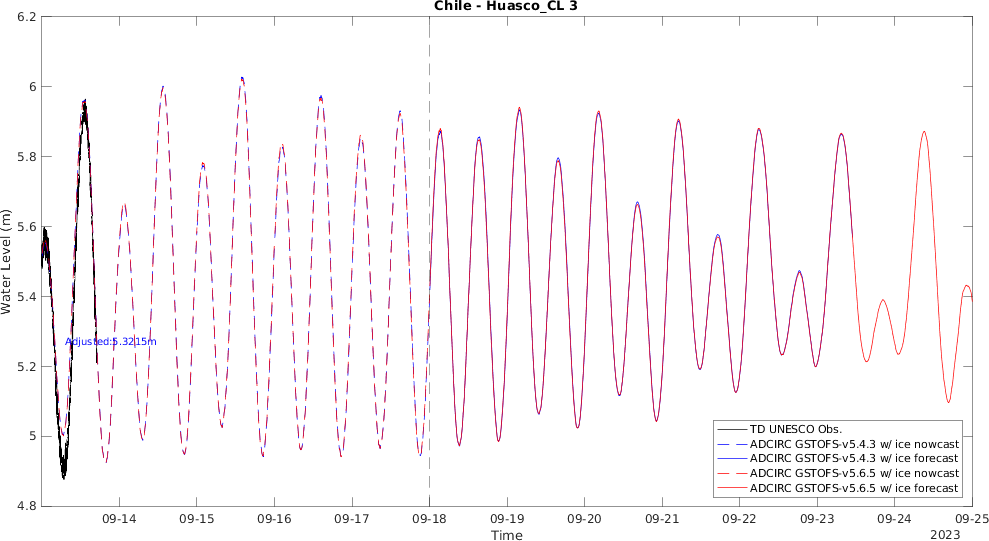 Chile - Huasco_CL 3
6.2
6
5.8
5.6
5.4
5.2
5
4.8
Water Level (m)
Adjusted:5.3215m
TD UNESCO Obs.
ADCIRC GSTOFS-v5.4.3 w/ ice nowcast
ADCIRC GSTOFS-v5.4.3 w/ ice forecast
ADCIRC GSTOFS-v5.6.5 w/ ice nowcast
ADCIRC GSTOFS-v5.6.5 w/ ice forecast
09-14 09-15 09-16 09-17 09-18 09-19 09-20 09-21 09-22 09-23 09-24 09-25
Time
2023